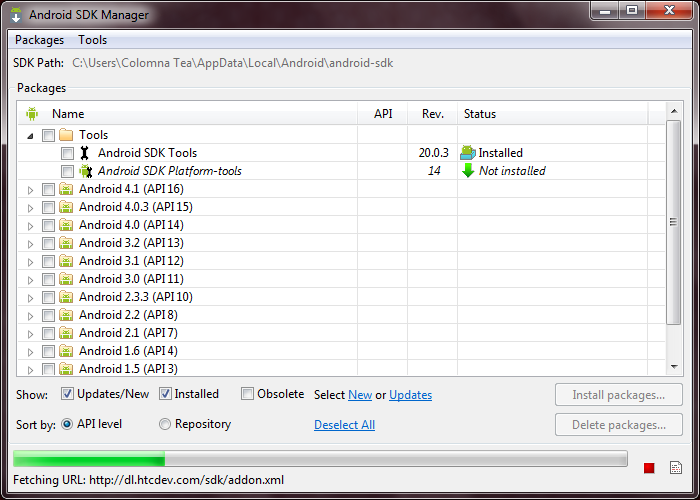 Android SDK Manager
Packages Tools
SDK Path: C:\Users\Colomna Tea\AppData\Local\Android\android-sdk
Packages
Name API Rev. Status
Tools
Android SDK Tools 20.0.3 Installed
Android SDK Platform-tools 14 Not installed
Android 4.1 (API 16)
Android 4.0.3 (API 15)
Android 4.0 (API 14)
Android 3.2 (API 13)
Android 3.1 (API 12)
Android 3.0 (API 11)
Android 2.3.3 (API 10)
Android 2.2 (API 8)
Android 2.1 (API 7)
Android 1.6 (API 4)
Android 1.5 (API 3)
Show: Updates/New Installed Obsolete Select New or Updates Install packages...
Sort by: API level Repository Deselect All Delete packages...
Fetching URL: http://dl.htcdev.com/sdk/addon.xml